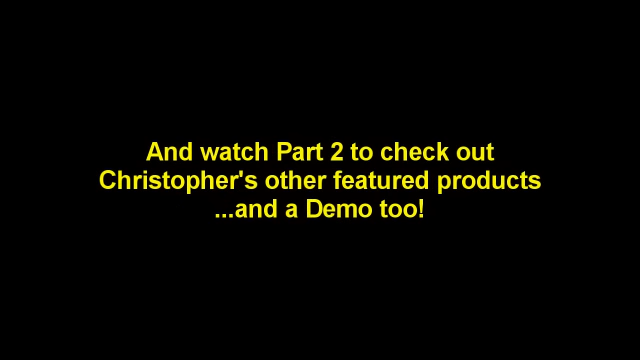 And watch Part 2 to check out
Christopher's other featured products
...and a Demo too!